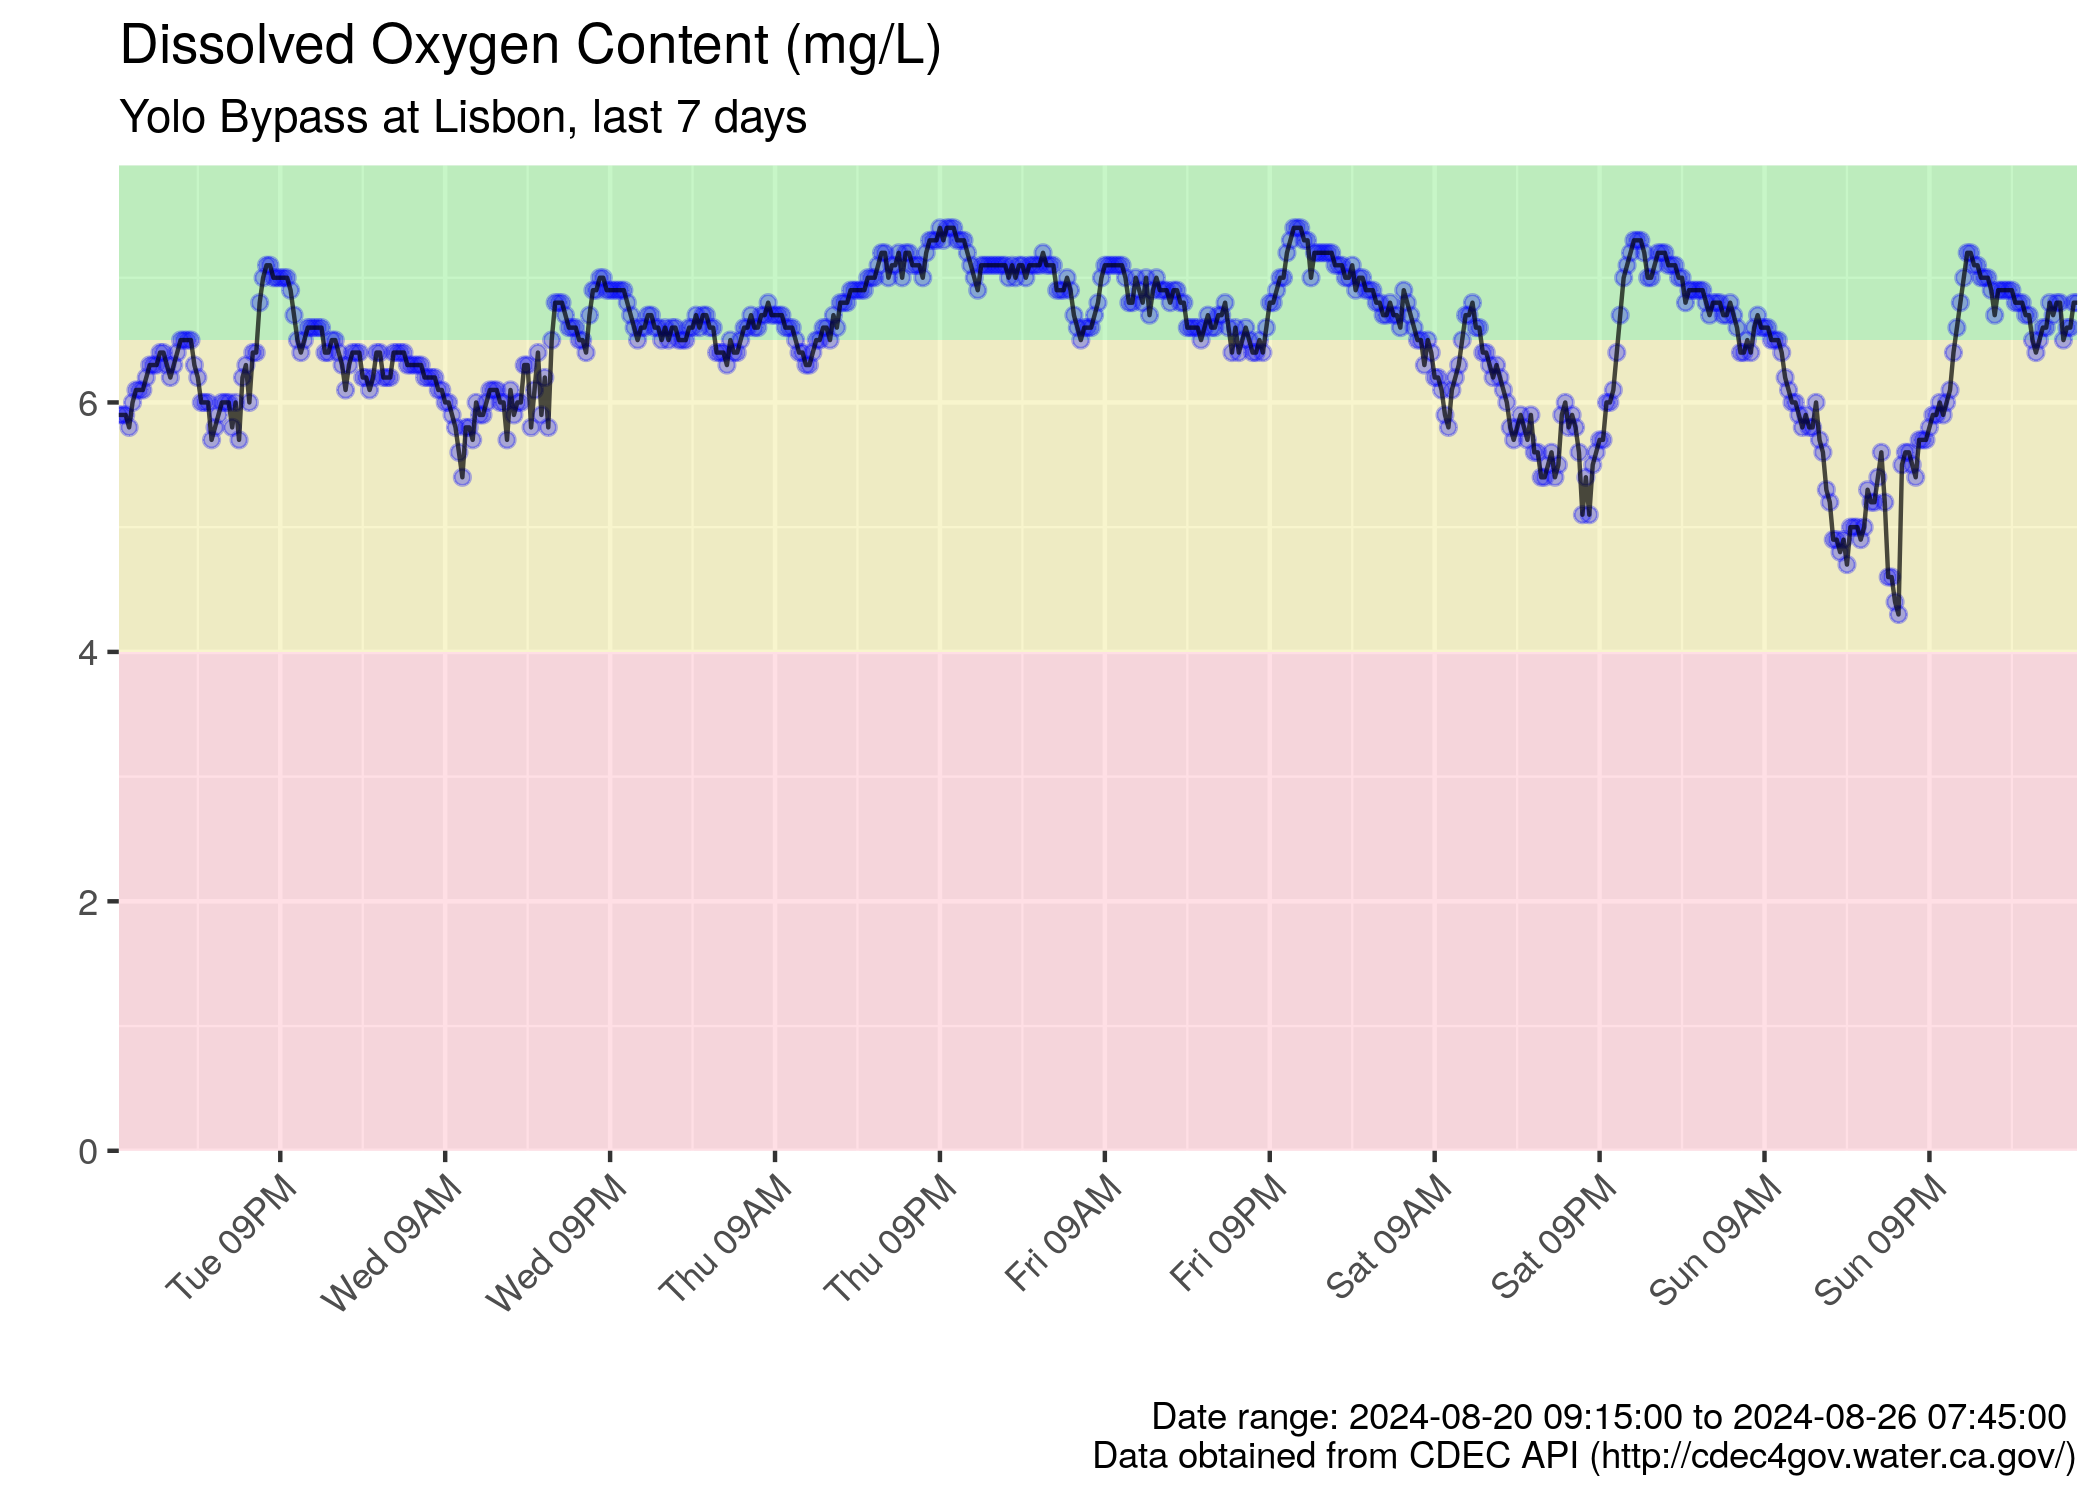 Dissolved Oxygen Content (mg/L)
Yolo Bypass at Lisbon, last 7 days
6
4
2
0
Tue 09PM
Wed 09AM
Wed 09PM
Thu 09AM
Thu 09PM
Fri 09AM
Fri 09PM
Sat 09AM
Sat 09PM
Sun 09AM
Sun 09PM
Date range: 2024-08-20 09:15:00 to 2024-08-26 07:45:00
Data obtained from CDEC API (http://cdec4gov.water.ca.gov/)